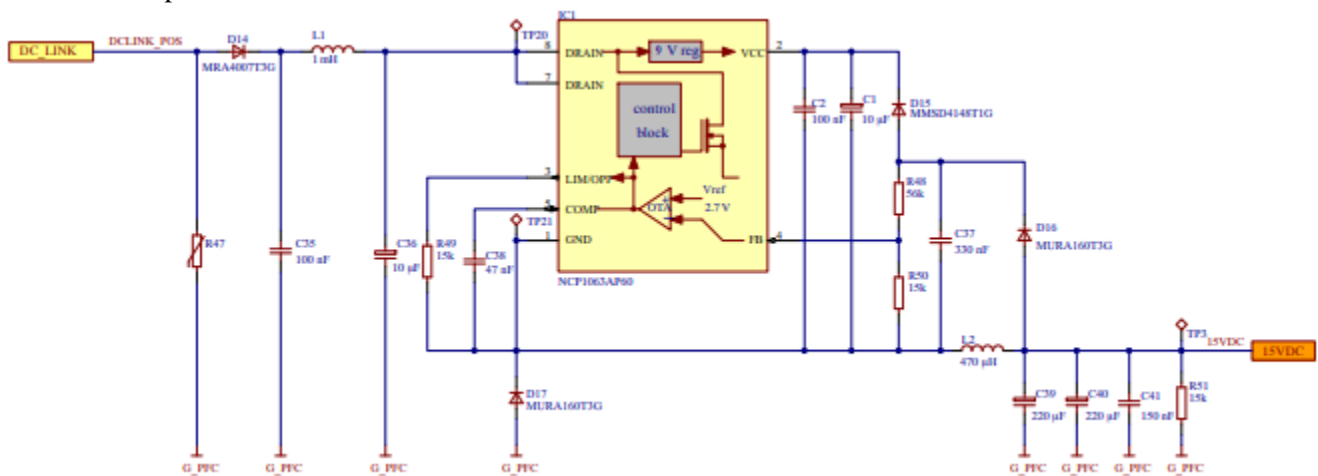 IC1
D14
L1
TP20
DC_LINK
DCLINK_POS
MRA4007T3G
1 mH
8
DRAIN
9 V reg
VCC
2
7
DRAIN
control
block
C2
100 nF
C1
10 µF
D15
MMSD4148T1G
3
LIM/OPP
R48
56k
Vref
2.7 V
OTA
5
COMP
TP21
1
GND
FB
4
R47
C35
100 nF
C36
10 µF
R49
15k
C38
47 nF
C37
330 nF
D16
MURA160T3G
NCP1063AP60
R50
15k
L2
470 µH
TP3
15VDC
15VDC
D17
MURA160T3G
C39
220 µF
C40
220 µF
C41
150 nF
R51
15k
G_PFC
G_PFC
G_PFC
G_PFC
G_PFC
G_PFC
G_PFC
G_PFC